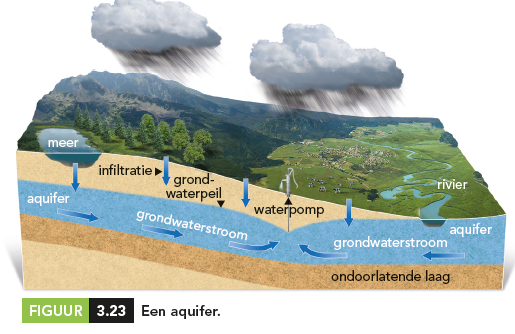 meer
infiltratie
grond-
waterpeil
aquifer
waterpomp
rivier
grondwaterstroom
grondwaterstroom
aquifer
ondoorlatende laag
FIGUUR 3.23 Een aquifer.